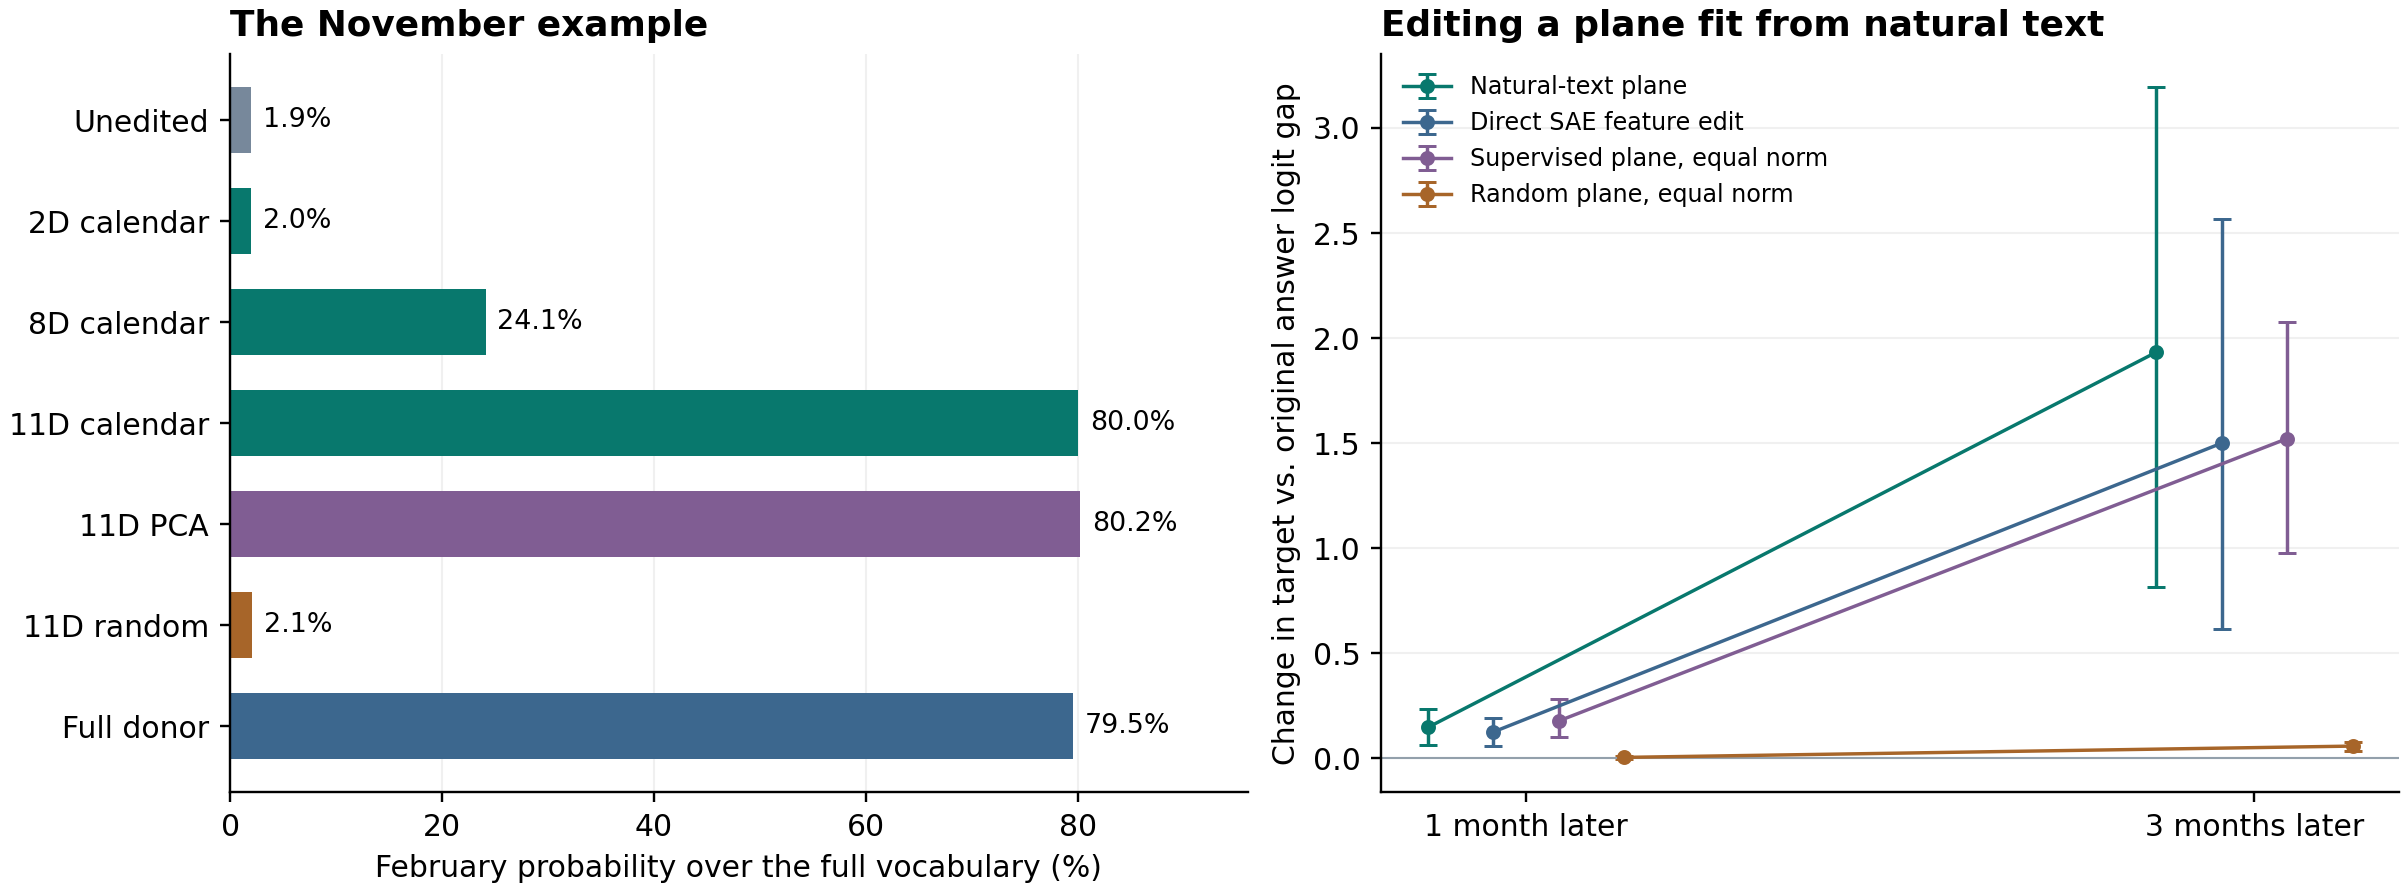 The November example
Unedited
1.9%
2D calendar
2.0%
8D calendar
24.1%
11D calendar
80.0%
11D PCA
80.2%
11D random
2.1%
Full donor
79.5%
0 20 40 60 80
February probability over the full vocabulary (%)
Editing a plane fit from natural text
Natural-text plane
Direct SAE feature edit
Supervised plane, equal norm
Random plane, equal norm
Change in target vs. original answer logit gap
3.0
2.5
2.0
1.5
1.0
0.5
0.0
1 month later 3 months later